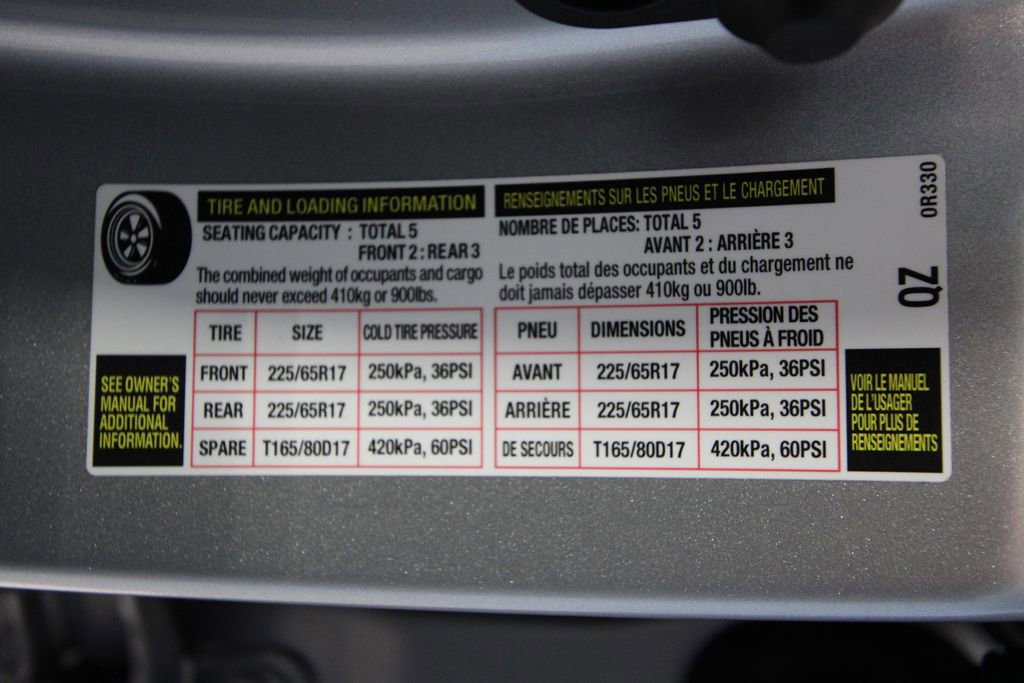 TIRE AND LOADING INFORMATION
SEATING CAPACITY : TOTAL 5
FRONT 2 : REAR 3
The combined weight of occupants and cargo
should never exceed 410kg or 900lbs.
TIRE SIZE COLD TIRE PRESSURE
FRONT 225/65R17 250kPa, 36PSI
REAR 225/65R17 250kPa, 36PSI
SPARE T165/80D17 420kPa, 60PSI
SEE OWNER'S
MANUAL FOR
ADDITIONAL
INFORMATION.
RENSEIGNEMENTS SUR LES PNEUS ET LE CHARGEMENT
NOMBRE DE PLACES: TOTAL 5
AVANT 2 : ARRIÈRE 3
Le poids total des occupants et du chargement ne
doit jamais dépasser 410kg ou 900lb.
PNEU DIMENSIONS PRESSION DES
PNEUS À FROID
AVANT 225/65R17 250kPa, 36PSI
ARRIÈRE 225/65R17 250kPa, 36PSI
DE SECOURS T165/80D17 420kPa, 60PSI
VOIR LE MANUEL
DE L'USAGER
POUR PLUS DE
RENSEIGNEMENTS
0R330
QZ